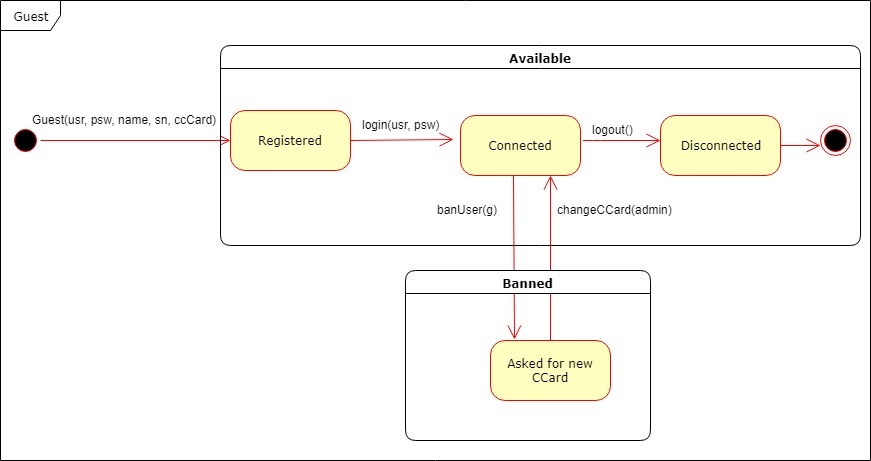 Guest
Available
Guest(usr, psw, name, sn, ccCard)
Registered
login(usr, psw)
Connected
logout()
Disconnected
banUser(g)
changeCCard(admin)
Banned
Asked for new
CCard